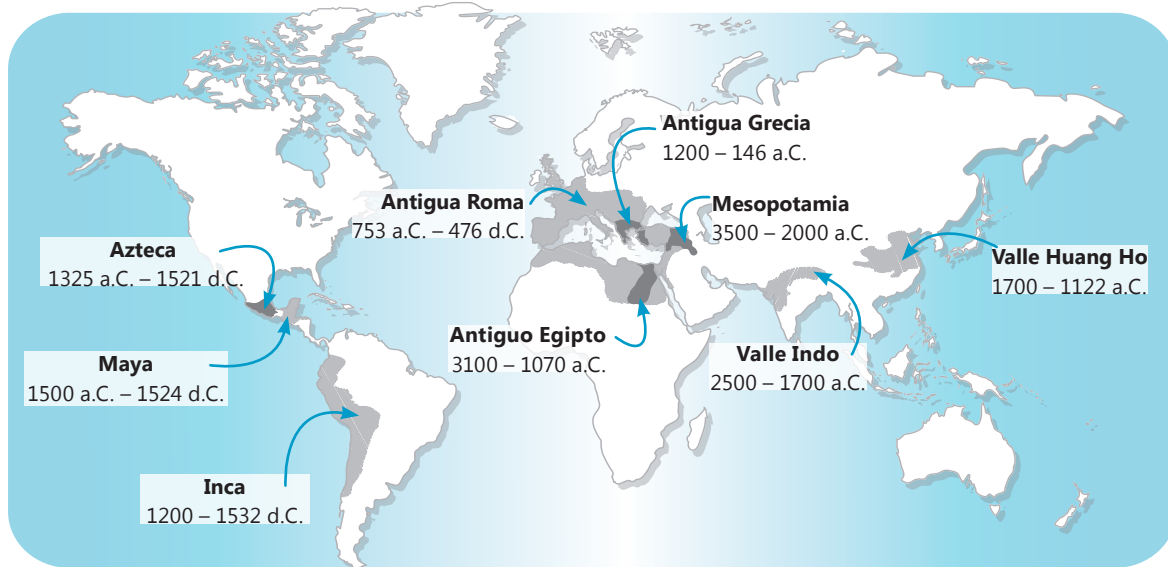 Antigua Grecia
1200 – 146 a.C.
Antigua Roma
753 a.C. – 476 d.C.
Mesopotamia
3500 – 2000 a.C.
Azteca
1325 a.C. – 1521 d.C.
Valle Huang Ho
1700 – 1122 a.C.
Antiguo Egipto
3100 – 1070 a.C.
Valle Indo
2500 – 1700 a.C.
Maya
1500 a.C. – 1524 d.C.
Inca
1200 – 1532 d.C.